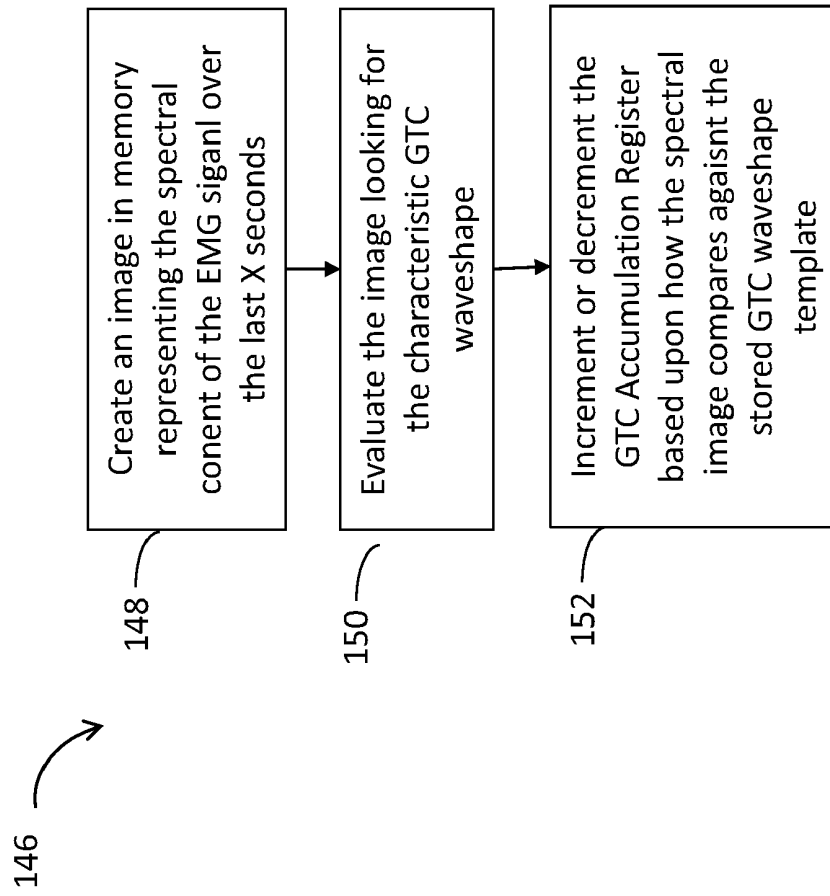 146
148
Create an image in memory
representing the spectral
conent of the EMG siganl over
the last X seconds
150
Evaluate the image looking for
the characteristic GTC
waveshape
152
Increment or decrement the
GTC Accumulation Register
based upon how the spectral
image compares agaisnt the
stored GTC waveshape
template